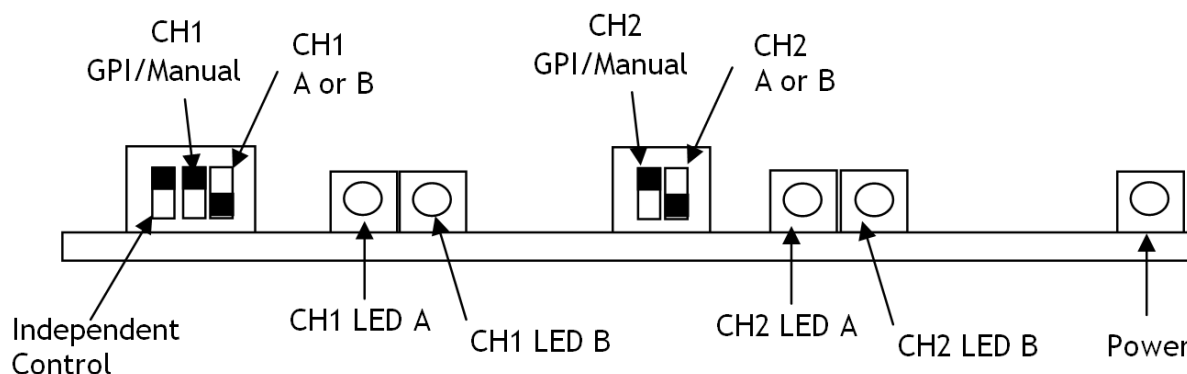 CH1
GPI/Manual
CH1
A or B
CH2
GPI/Manual
CH2
A or B
Independent
Control
CH1 LED A
CH1 LED B
CH2 LED A
CH2 LED B
Power